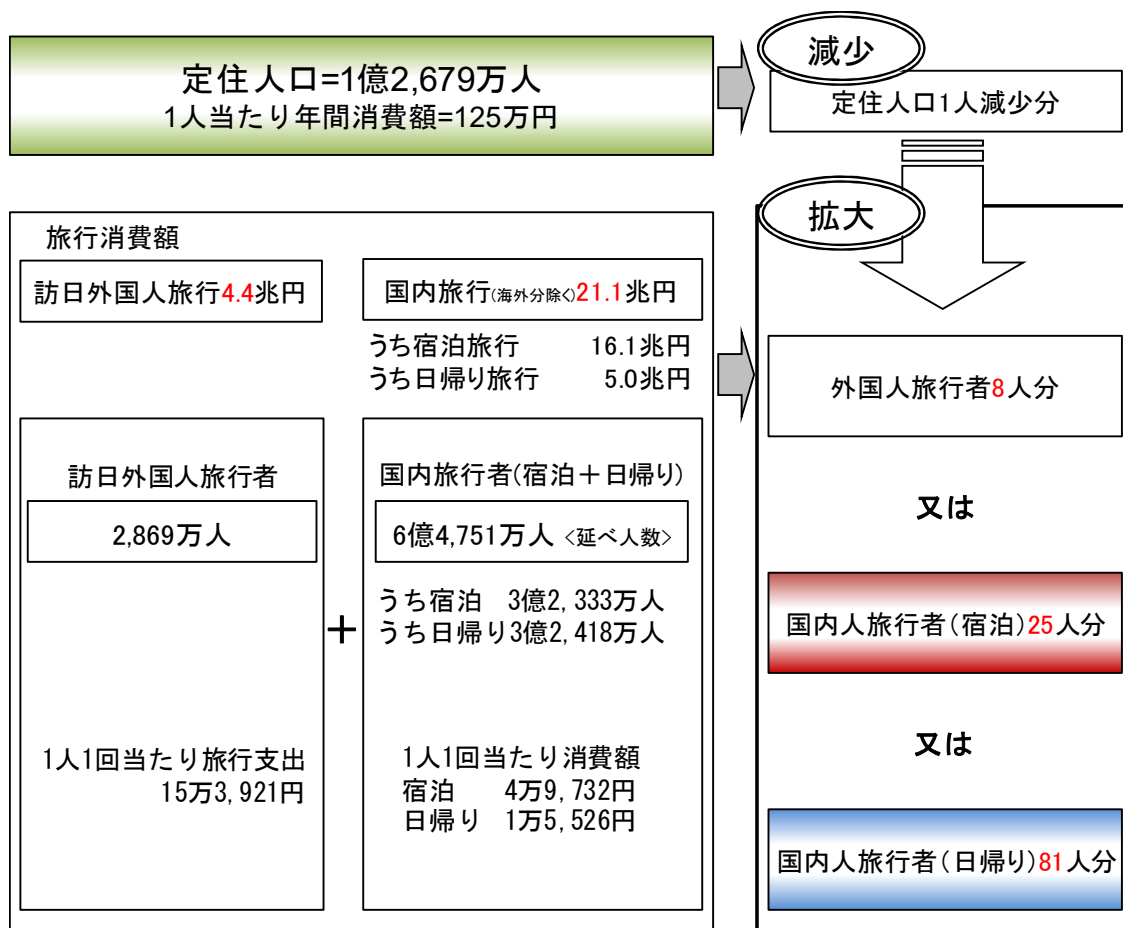 定住人口=1億2,679万人
1人当たり年間消費額=125万円
減少
定住人口1人減少分
旅行消費額
訪日外国人旅行4.4兆円
国内旅行(海外分除く)21.1兆円
うち宿泊旅行 16.1兆円
うち日帰り旅行 5.0兆円
訪日外国人旅行者
2,869万人
+
国内旅行者(宿泊+日帰り)
6億4,751万人 <延べ人数>
うち宿泊 3億2,333万人
うち日帰り3億2,418万人
1人1回当たり旅行支出
15万3,921円
1人1回当たり消費額
宿泊 4万9,732円
日帰り 1万5,526円
拡大
外国人旅行者8人分
又は
国内人旅行者(宿泊)25人分
又は
国内人旅行者(日帰り)81人分